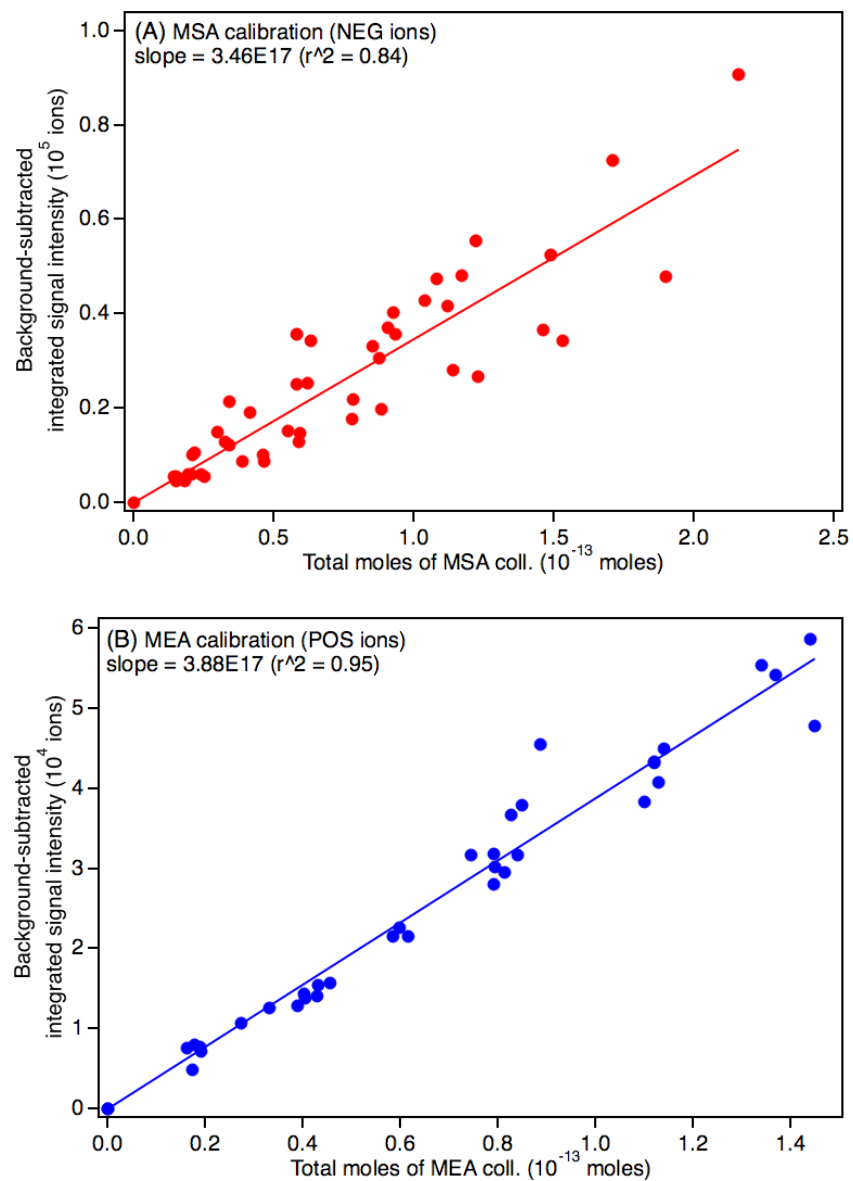 (A) MSA calibration (NEG ions)
slope = 3.46E17 (r^2 = 0.84)
Background-subtracted
integrated signal intensity (10^5 ions)
1.0
0.8
0.6
0.4
0.2
0.0
0.0 0.5 1.0 1.5 2.0 2.5
Total moles of MSA coll. (10^-13 moles)
(B) MEA calibration (POS ions)
slope = 3.88E17 (r^2 = 0.95)
Background-subtracted
integrated signal intensity (10^4 ions)
6
5
4
3
2
1
0
0.0 0.2 0.4 0.6 0.8 1.0 1.2 1.4
Total moles of MEA coll. (10^-13 moles)